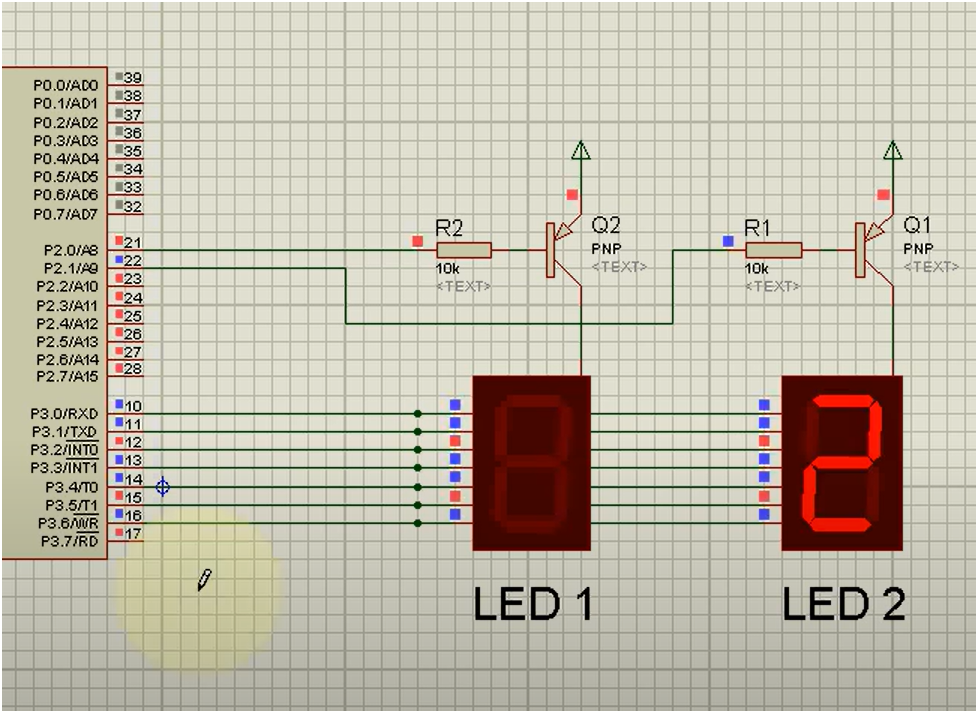 P0.0/AD0 39
P0.1/AD1 38
P0.2/AD2 37
P0.3/AD3 36
P0.4/AD4 35
P0.5/AD5 34
P0.6/AD6 33
P0.7/AD7 32
P2.0/A8 21
P2.1/A9 22
P2.2/A10 23
P2.3/A11 24
P2.4/A12 25
P2.5/A13 26
P2.6/A14 27
P2.7/A15 28
P3.0/RXD 10
P3.1/TXD 11
P3.2/INT0 12
P3.3/INT1 13
P3.4/T0 14
P3.5/T1 15
P3.6/WR 16
P3.7/RD 17
R2
10k
<TEXT>
Q2
PNP
<TEXT>
R1
10k
<TEXT>
Q1
PNP
<TEXT>
2
LED 1
LED 2